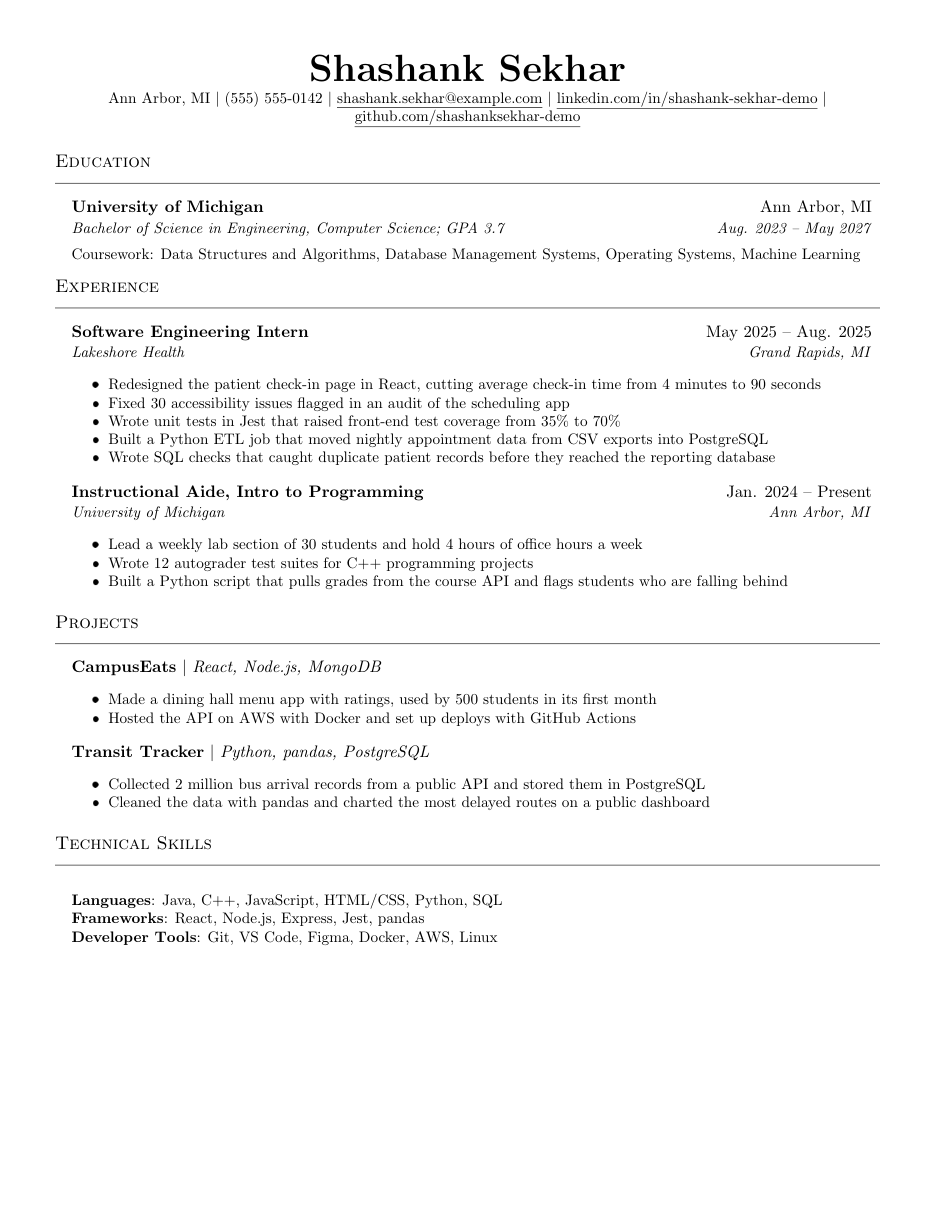 Shashank Sekhar
Ann Arbor, MI | (555) 555-0142 | shashank.sekhar@example.com | linkedin.com/in/shashank-sekhar-demo |
github.com/shashanksekhar-demo
Education
University of Michigan Ann Arbor, MI
Bachelor of Science in Engineering, Computer Science; GPA 3.7 Aug. 2023 – May 2027
Coursework: Data Structures and Algorithms, Database Management Systems, Operating Systems, Machine Learning
Experience
Software Engineering Intern May 2025 – Aug. 2025
Lakeshore Health Grand Rapids, MI
• Redesigned the patient check-in page in React, cutting average check-in time from 4 minutes to 90 seconds
• Fixed 30 accessibility issues flagged in an audit of the scheduling app
• Wrote unit tests in Jest that raised front-end test coverage from 35% to 70%
• Built a Python ETL job that moved nightly appointment data from CSV exports into PostgreSQL
• Wrote SQL checks that caught duplicate patient records before they reached the reporting database
Instructional Aide, Intro to Programming Jan. 2024 – Present
University of Michigan Ann Arbor, MI
• Lead a weekly lab section of 30 students and hold 4 hours of office hours a week
• Wrote 12 autograder test suites for C++ programming projects
• Built a Python script that pulls grades from the course API and flags students who are falling behind
Projects
CampusEats | React, Node.js, MongoDB
• Made a dining hall menu app with ratings, used by 500 students in its first month
• Hosted the API on AWS with Docker and set up deploys with GitHub Actions
Transit Tracker | Python, pandas, PostgreSQL
• Collected 2 million bus arrival records from a public API and stored them in PostgreSQL
• Cleaned the data with pandas and charted the most delayed routes on a public dashboard
Technical Skills
Languages: Java, C++, JavaScript, HTML/CSS, Python, SQL
Frameworks: React, Node.js, Express, Jest, pandas
Developer Tools: Git, VS Code, Figma, Docker, AWS, Linux